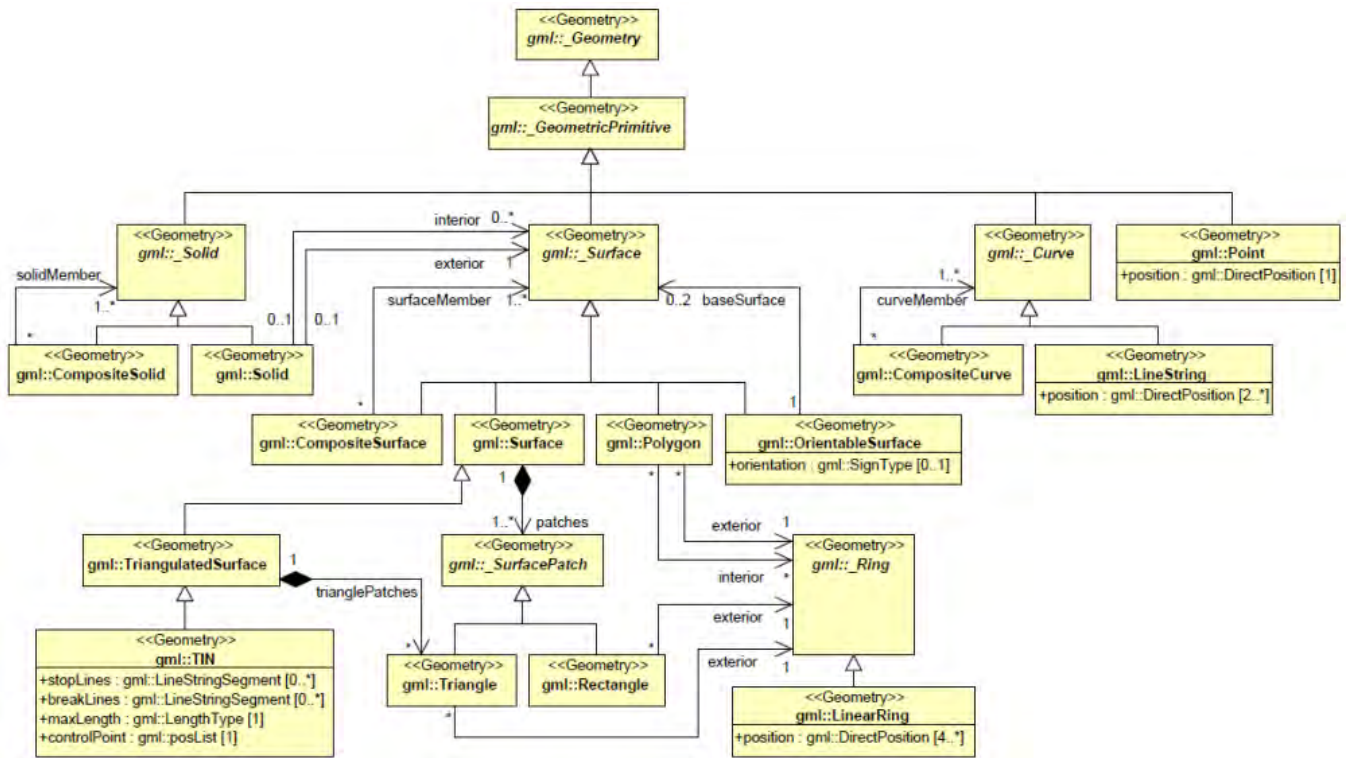 <<Geometry>>
gml::_Geometry
<<Geometry>>
gml::_GeometricPrimitive
<<Geometry>>
gml::_Solid
solidMember
1..*
*
interior
0..*
exterior
1
<<Geometry>>
gml::_Surface
surfaceMember
1..*
0..2
baseSurface
<<Geometry>>
gml::_Curve
1..*
curveMember
*
<<Geometry>>
gml::Point
+position : gml::DirectPosition [1]
0..1
0..1
<<Geometry>>
gml::CompositeSolid
<<Geometry>>
gml::Solid
<<Geometry>>
gml::CompositeCurve
<<Geometry>>
gml::LineString
+position : gml::DirectPosition [2..*]
*
1
<<Geometry>>
gml::CompositeSurface
<<Geometry>>
gml::Surface
<<Geometry>>
gml::Polygon
<<Geometry>>
gml::OrientableSurface
+orientation : gml::SignType [0..1]
1
*
*
1..*
patches
exterior
1
interior
*
<<Geometry>>
gml::TriangulatedSurface
1
trianglePatches
*
<<Geometry>>
gml::_SurfacePatch
<<Geometry>>
gml::_Ring
exterior
1
*
exterior
1
*
<<Geometry>>
gml::TIN
+stopLines : gml::LineStringSegment [0..*]
+breakLines : gml::LineStringSegment [0..*]
+maxLength : gml::LengthType [1]
+controlPoint : gml::posList [1]
<<Geometry>>
gml::Triangle
<<Geometry>>
gml::Rectangle
<<Geometry>>
gml::LinearRing
+position : gml::DirectPosition [4..*]